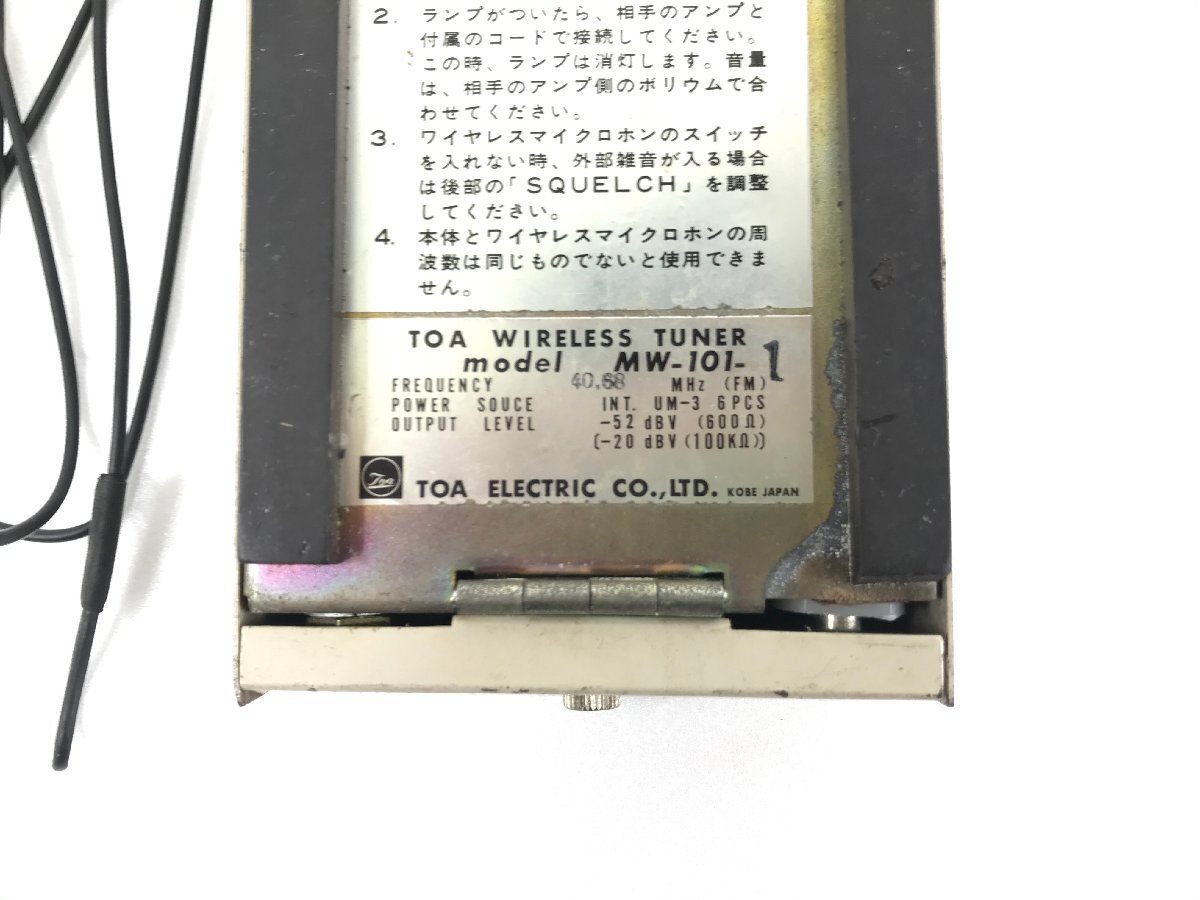 2. ランプがついたら、相手のアンプと
付属のコードで接続してください。
この時、ランプは消灯します。音量
は、相手のアンプ側のボリウムで合
わせてください。
3. ワイヤレスマイクロホンのスイッチ
を入れない時、外部雑音が入る場合
は後部の「SQUELCH」を調整
してください。
4. 本体とワイヤレスマイクロホンの周
波数は同じものでないと使用できま
せん。
TOA WIRELESS TUNER
model MW-101-1
FREQUENCY 40.68 MHz (FM)
POWER SOUCE INT. UM-3 6PCS
OUTPUT LEVEL -52 dBV (600Ω)
(-20 dBV (100KΩ))
Toa TOA ELECTRIC CO.,LTD. KOBE JAPAN